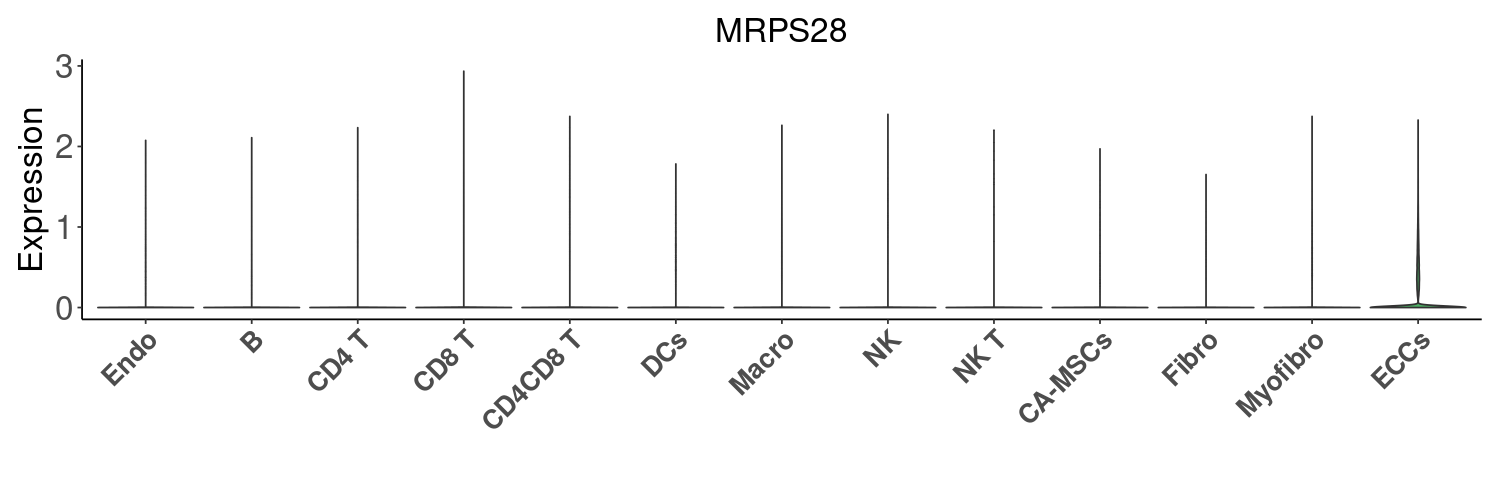 MRPS28
Expression
3
2
1
0
Endo
B
CD4 T
CD8 T
CD4CD8 T
DCs
Macro
NK
NK T
CA-MSCs
Fibro
Myofibro
ECCs